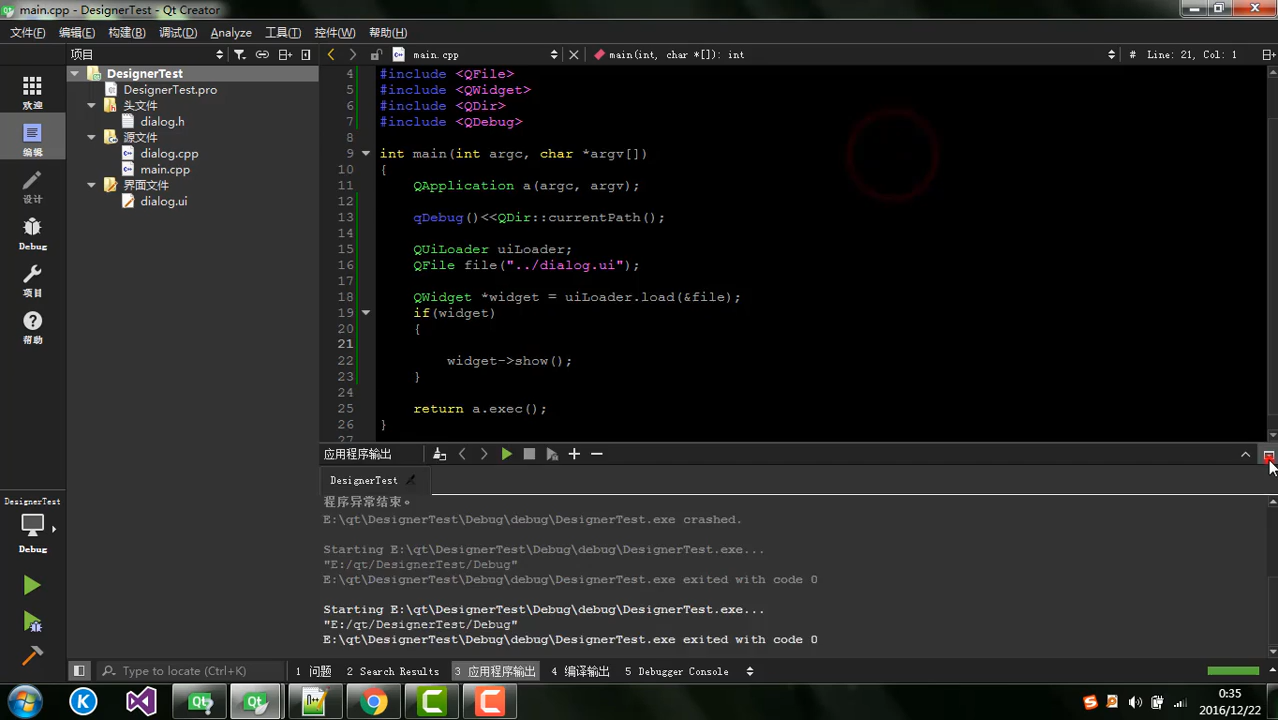 main.cpp - DesignerTest - Qt Creator
文件(F) 编辑(E) 构建(B) 调试(D) Analyze 工具(T) 控件(W) 帮助(H)
项目
main.cpp
main(int, char *[]): int
# Line: 21, Col: 1
欢迎
编辑
设计
Debug
项目
帮助
DesignerTest
Debug
DesignerTest
DesignerTest.pro
头文件
dialog.h
源文件
dialog.cpp
main.cpp
界面文件
dialog.ui
4 #include <QFile>
5 #include <QWidget>
6 #include <QDir>
7 #include <QDebug>
8
9 int main(int argc, char *argv[])
10 {
11 QApplication a(argc, argv);
12
13 qDebug()<<QDir::currentPath();
14
15 QUiLoader uiLoader;
16 QFile file("../dialog.ui");
17
18 QWidget *widget = uiLoader.load(&file);
19 if(widget)
20 {
21
22 widget->show();
23 }
24
25 return a.exec();
26 }
27
应用程序输出
DesignerTest
程序异常结束。
E:\qt\DesignerTest\Debug\debug\DesignerTest.exe crashed.
Starting E:\qt\DesignerTest\Debug\debug\DesignerTest.exe...
"E:/qt/DesignerTest/Debug"
E:\qt\DesignerTest\Debug\debug\DesignerTest.exe exited with code 0
Starting E:\qt\DesignerTest\Debug\debug\DesignerTest.exe...
"E:/qt/DesignerTest/Debug"
E:\qt\DesignerTest\Debug\debug\DesignerTest.exe exited with code 0
Type to locate (Ctrl+K) 1 问题 2 Search Results 3 应用程序输出 4 编译输出 5 Debugger Console
0:35
2016/12/22